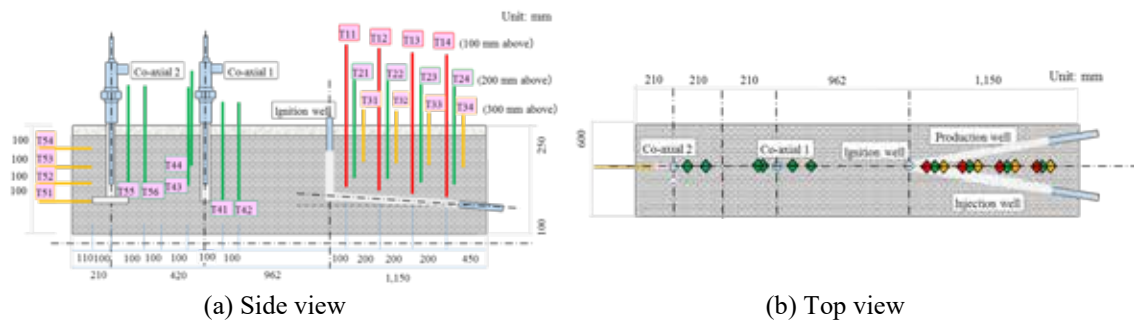 Unit: mm
T11
T12
T13
T14
(100 mm above)
Co-axial 2
Co-axial 1
T21
T22
T23
T24
(200 mm above)
T31
T32
T33
T34
(300 mm above)
Ignition well
T54
T53
T52
T51
100
100
100
100
T44
T43
T55
T56
T41
T42
250
100
110
100
100
100
100
100
100
100
200
200
200
450
210
420
962
1,150
(a) Side view
210
210
210
962
1,150
Unit: mm
600
Co-axial 2
Co-axial 1
Ignition well
Production well
Injection well
(b) Top view